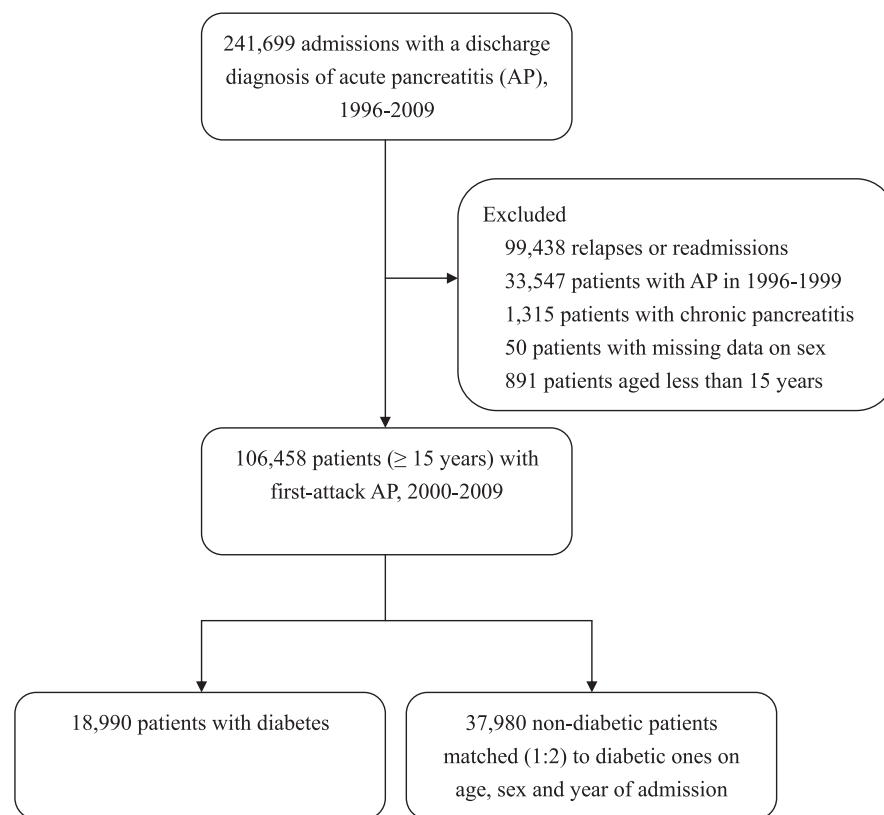 241,699 admissions with a discharge
diagnosis of acute pancreatitis (AP),
1996-2009
Excluded
99,438 relapses or readmissions
33,547 patients with AP in 1996-1999
1,315 patients with chronic pancreatitis
50 patients with missing data on sex
891 patients aged less than 15 years
106,458 patients (≥ 15 years) with
first-attack AP, 2000-2009
18,990 patients with diabetes
37,980 non-diabetic patients
matched (1:2) to diabetic ones on
age, sex and year of admission